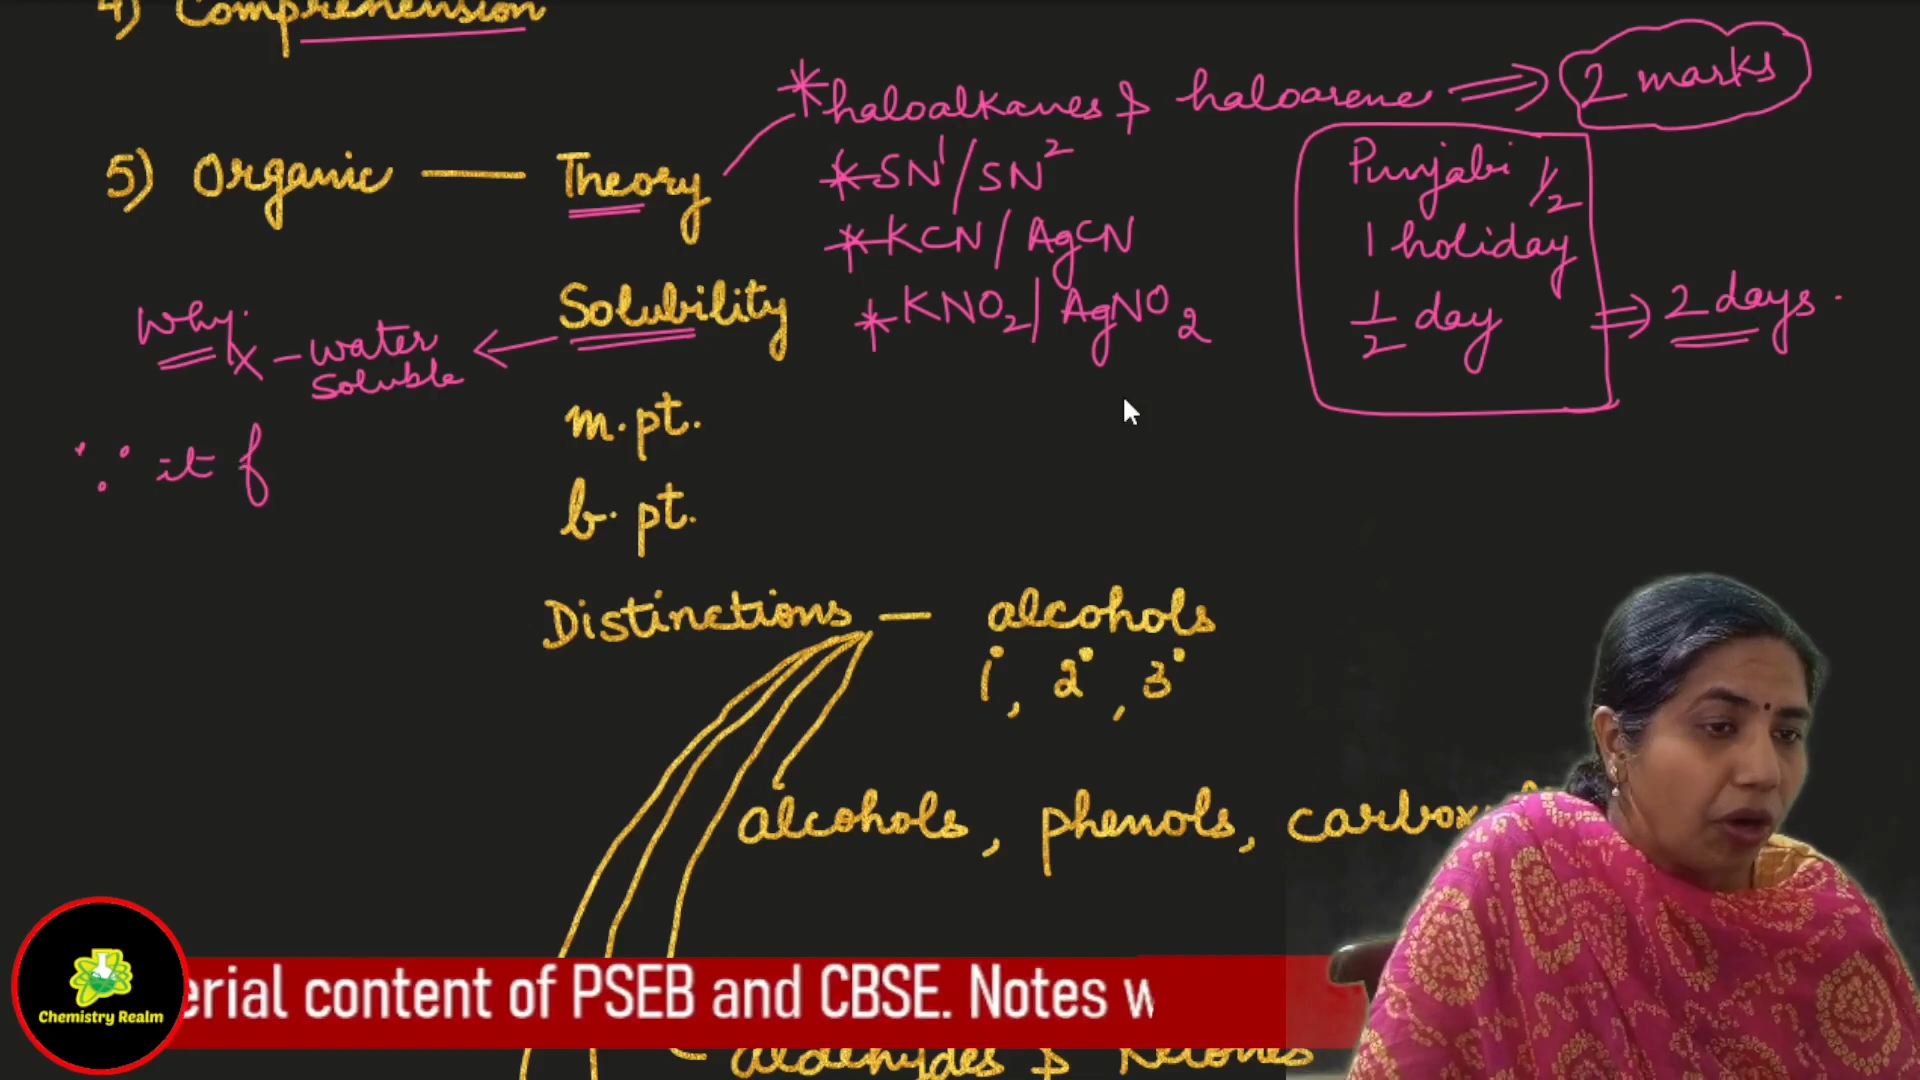 4) Comprehension
*haloalkanes & haloarene ⟹ 2 marks
5) Organic — Theory
*SN1/SN2
*KCN/AgCN
*KNO2/AgNO2
Punjabi 1/2
1 holiday
1/2 day ⟹ 2 days.
Solubility
Why. X - water
soluble
∵ it f
m.pt.
b.pt.
Distinctions — alcohols
1°, 2°, 3°
alcohols, phenols,
erial content of PSEB and CBSE. Notes w
Chemistry Realm
aldehydes & Ketones